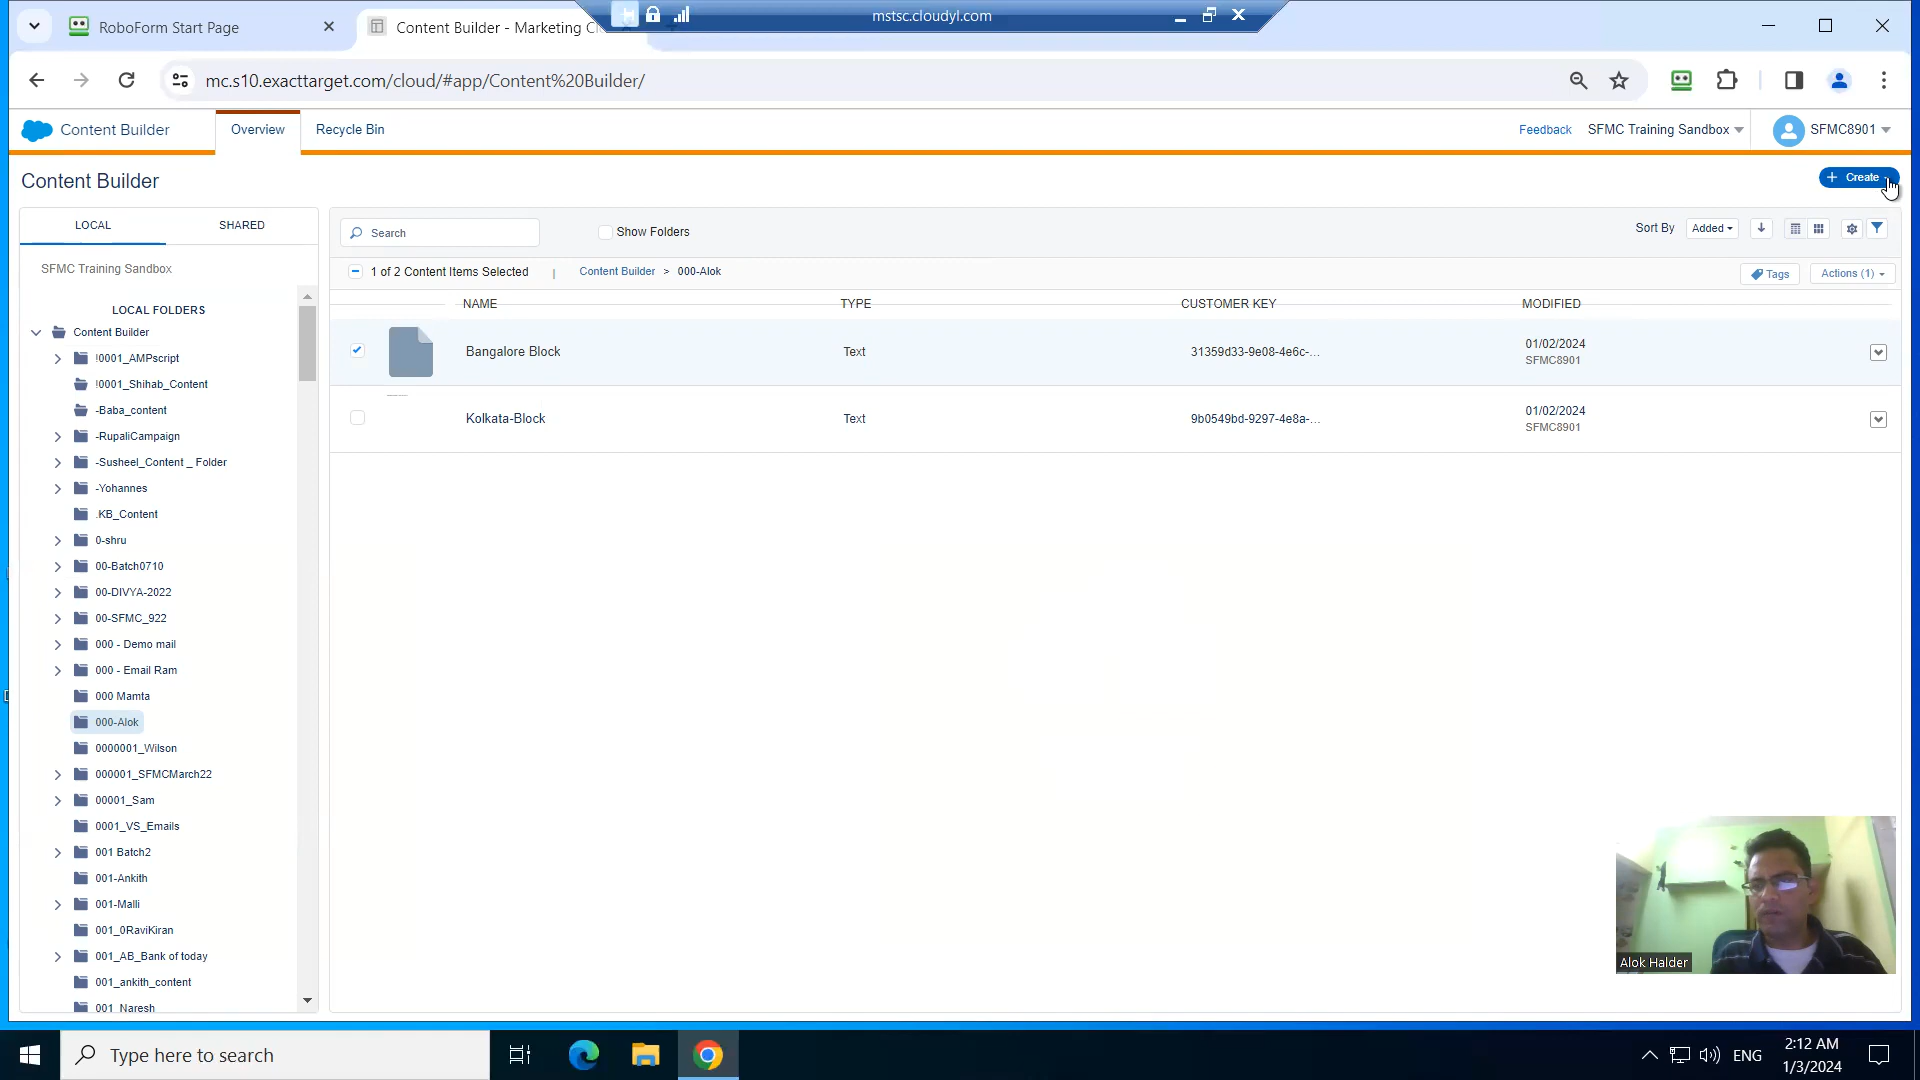 RoboForm Start Page
Content Builder - Marketing Cl
mstsc.cloudyl.com
mc.s10.exacttarget.com/cloud/#app/Content%20Builder/
Content Builder
Overview
Recycle Bin
Feedback
SFMC Training Sandbox
SFMC8901
Content Builder
Create
LOCAL
SHARED
Search
Show Folders
Sort By
Added
SFMC Training Sandbox
1 of 2 Content Items Selected
Content Builder > 000-Alok
Tags
Actions (1)
NAME
TYPE
CUSTOMER KEY
MODIFIED
Bangalore Block
Text
31359d33-9e08-4e6c-...
01/02/2024
SFMC8901
Kolkata-Block
Text
9b0549bd-9297-4e8a-...
01/02/2024
SFMC8901
LOCAL FOLDERS
Content Builder
!0001_AMPscript
!0001_Shihab_Content
-Baba_content
-RupaliCampaign
-Susheel_Content _ Folder
-Yohannes
.KB_Content
0-shru
00-Batch0710
00-DIVYA-2022
00-SFMC_922
000 - Demo mail
000 - Email Ram
000 Mamta
000-Alok
0000001_Wilson
000001_SFMCMarch22
00001_Sam
0001_VS_Emails
001 Batch2
001-Ankith
001-Malli
001_0RaviKiran
001_AB_Bank of today
001_ankith_content
001_Naresh
Alok Halder
Type here to search
ENG
2:12 AM
1/3/2024